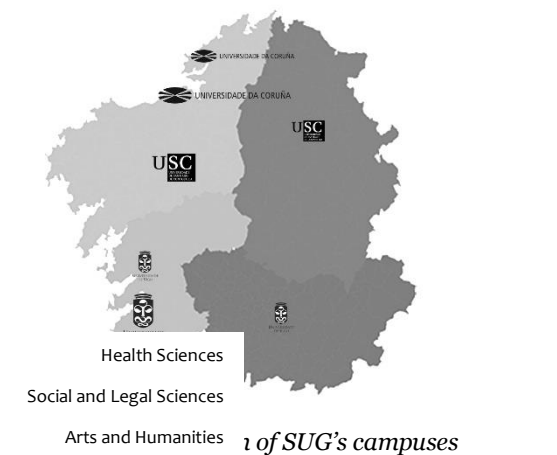 UNIVERSIDADE DA CORUÑA
UNIVERSIDADE DA CORUÑA
USC
USC
Health Sciences
Social and Legal Sciences
Arts and Humanities
n of SUG's campuses